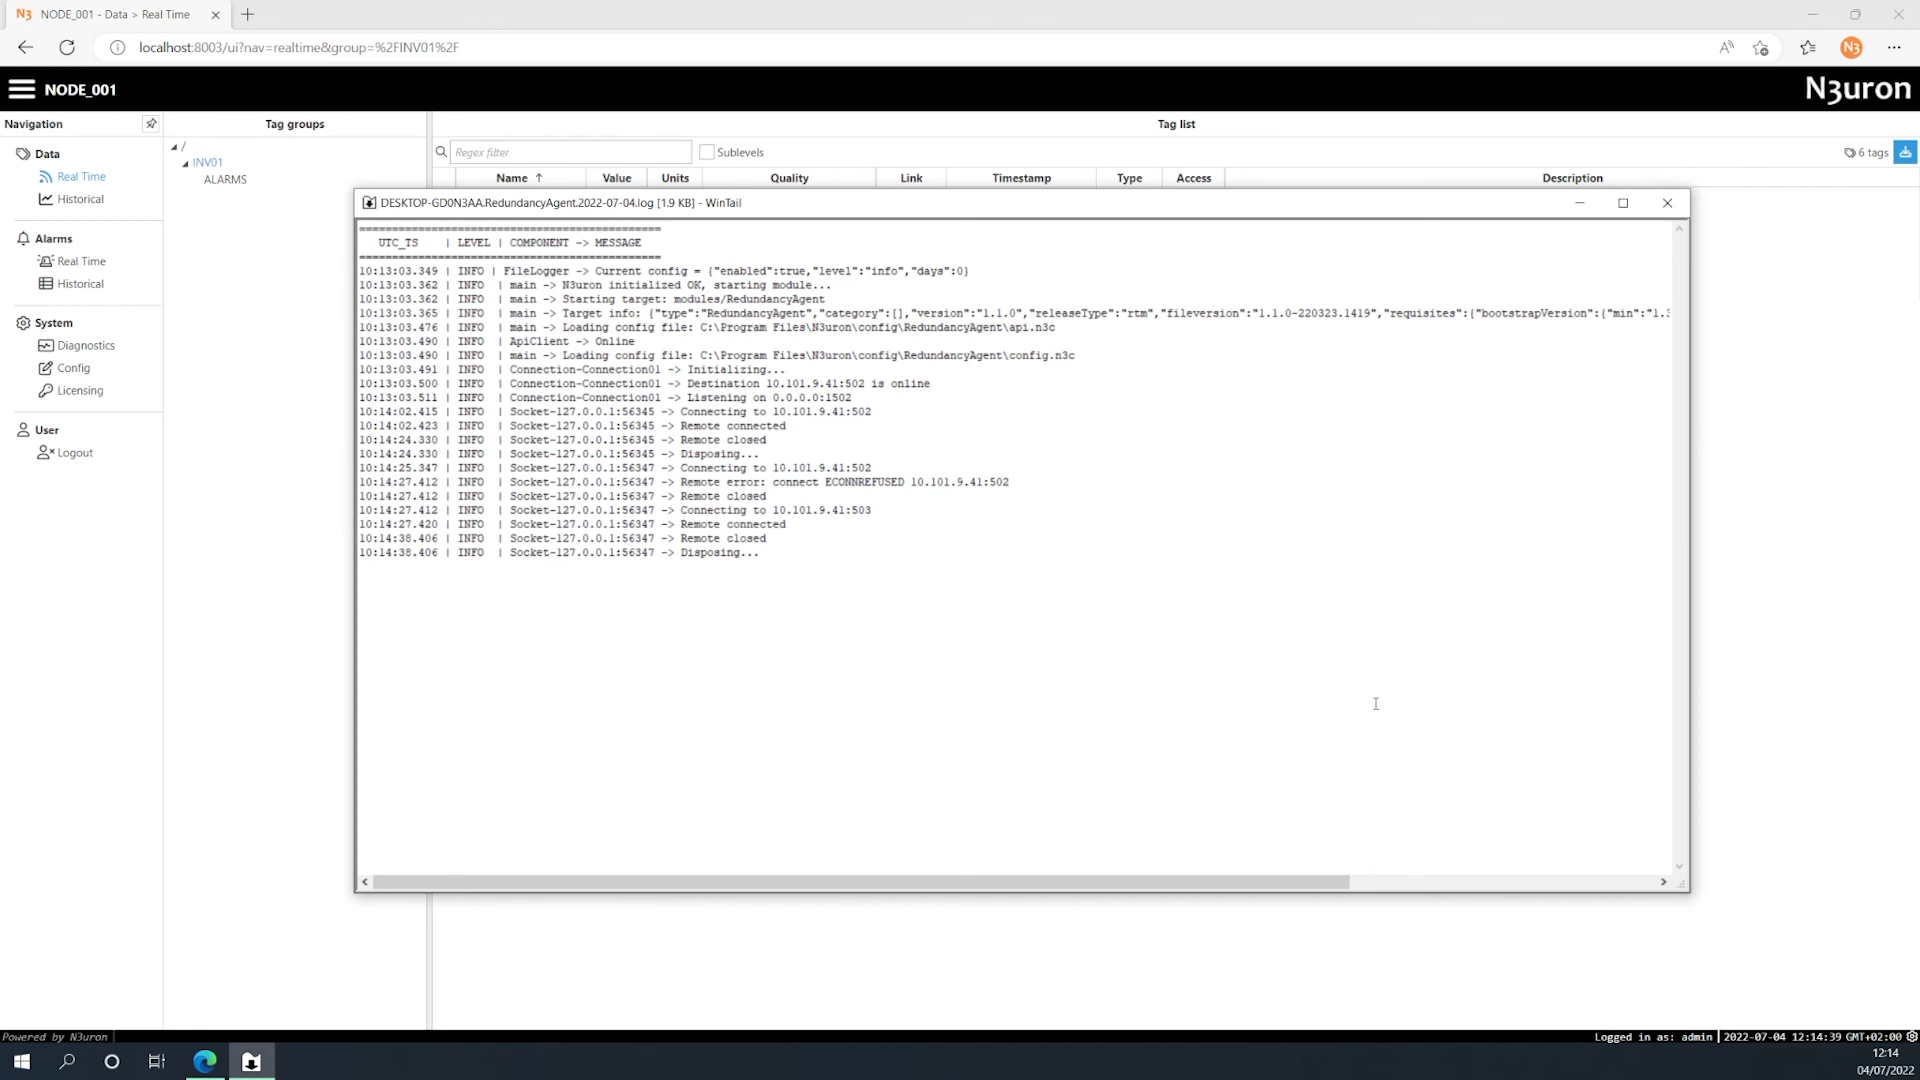 NODE_001 - Data > Real Time
localhost:8003/ui?nav=realtime&group=%2FINV01%2F
N3
NODE_001
N3uron
Navigation
Tag groups
Tag list
Data
Real Time
Historical
Alarms
Real Time
Historical
System
Diagnostics
Config
Licensing
User
Logout
/
INV01
ALARMS
Regex filter
Sublevels
6 tags
Name ↑ Value Units Quality Link Timestamp Type Access Description
DESKTOP-GD0N3AA.RedundancyAgent.2022-07-04.log [1.9 KB] - WinTail
==============================================
UTC_TS | LEVEL | COMPONENT -> MESSAGE
==============================================
10:13:03.349 | INFO | FileLogger -> Current config = {"enabled":true,"level":"info","days":0}
10:13:03.362 | INFO | main -> N3uron initialized OK, starting module...
10:13:03.362 | INFO | main -> Starting target: modules/RedundancyAgent
10:13:03.365 | INFO | main -> Target info: {"type":"RedundancyAgent","category":[],"version":"1.1.0","releaseType":"rtm","fileversion":"1.1.0-220323.1419","requisites":{"bootstrapVersion":{"min":"1.3
10:13:03.476 | INFO | main -> Loading config file: C:\Program Files\N3uron\config\RedundancyAgent\api.n3c
10:13:03.490 | INFO | ApiClient -> Online
10:13:03.490 | INFO | main -> Loading config file: C:\Program Files\N3uron\config\RedundancyAgent\config.n3c
10:13:03.491 | INFO | Connection-Connection01 -> Initializing...
10:13:03.500 | INFO | Connection-Connection01 -> Destination 10.101.9.41:502 is online
10:13:03.511 | INFO | Connection-Connection01 -> Listening on 0.0.0.0:1502
10:14:02.415 | INFO | Socket-127.0.0.1:56345 -> Connecting to 10.101.9.41:502
10:14:02.423 | INFO | Socket-127.0.0.1:56345 -> Remote connected
10:14:24.330 | INFO | Socket-127.0.0.1:56345 -> Remote closed
10:14:24.330 | INFO | Socket-127.0.0.1:56345 -> Disposing...
10:14:25.347 | INFO | Socket-127.0.0.1:56347 -> Connecting to 10.101.9.41:502
10:14:27.412 | INFO | Socket-127.0.0.1:56347 -> Remote error: connect ECONNREFUSED 10.101.9.41:502
10:14:27.412 | INFO | Socket-127.0.0.1:56347 -> Remote closed
10:14:27.412 | INFO | Socket-127.0.0.1:56347 -> Connecting to 10.101.9.41:503
10:14:27.420 | INFO | Socket-127.0.0.1:56347 -> Remote connected
10:14:38.406 | INFO | Socket-127.0.0.1:56347 -> Remote closed
10:14:38.406 | INFO | Socket-127.0.0.1:56347 -> Disposing...
Powered by N3uron
Logged in as: admin | 2022-07-04 12:14:39 GMT+02:00
12:14
04/07/2022